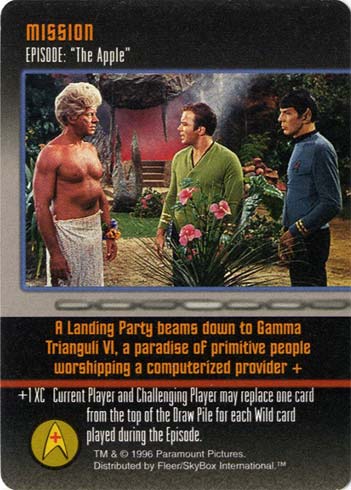 MISSION
EPISODE: "The Apple"
A Landing Party beams down to Gamma
Trianguli VI, a paradise of primitive people
worshipping a computerized provider +
+1 XC Current Player and Challenging Player may replace one
card from the top of the Draw Pile for each Wild card
played during the Episode.
TM & © 1996 Paramount Pictures.
Distributed by Fleer/SkyBox International.™